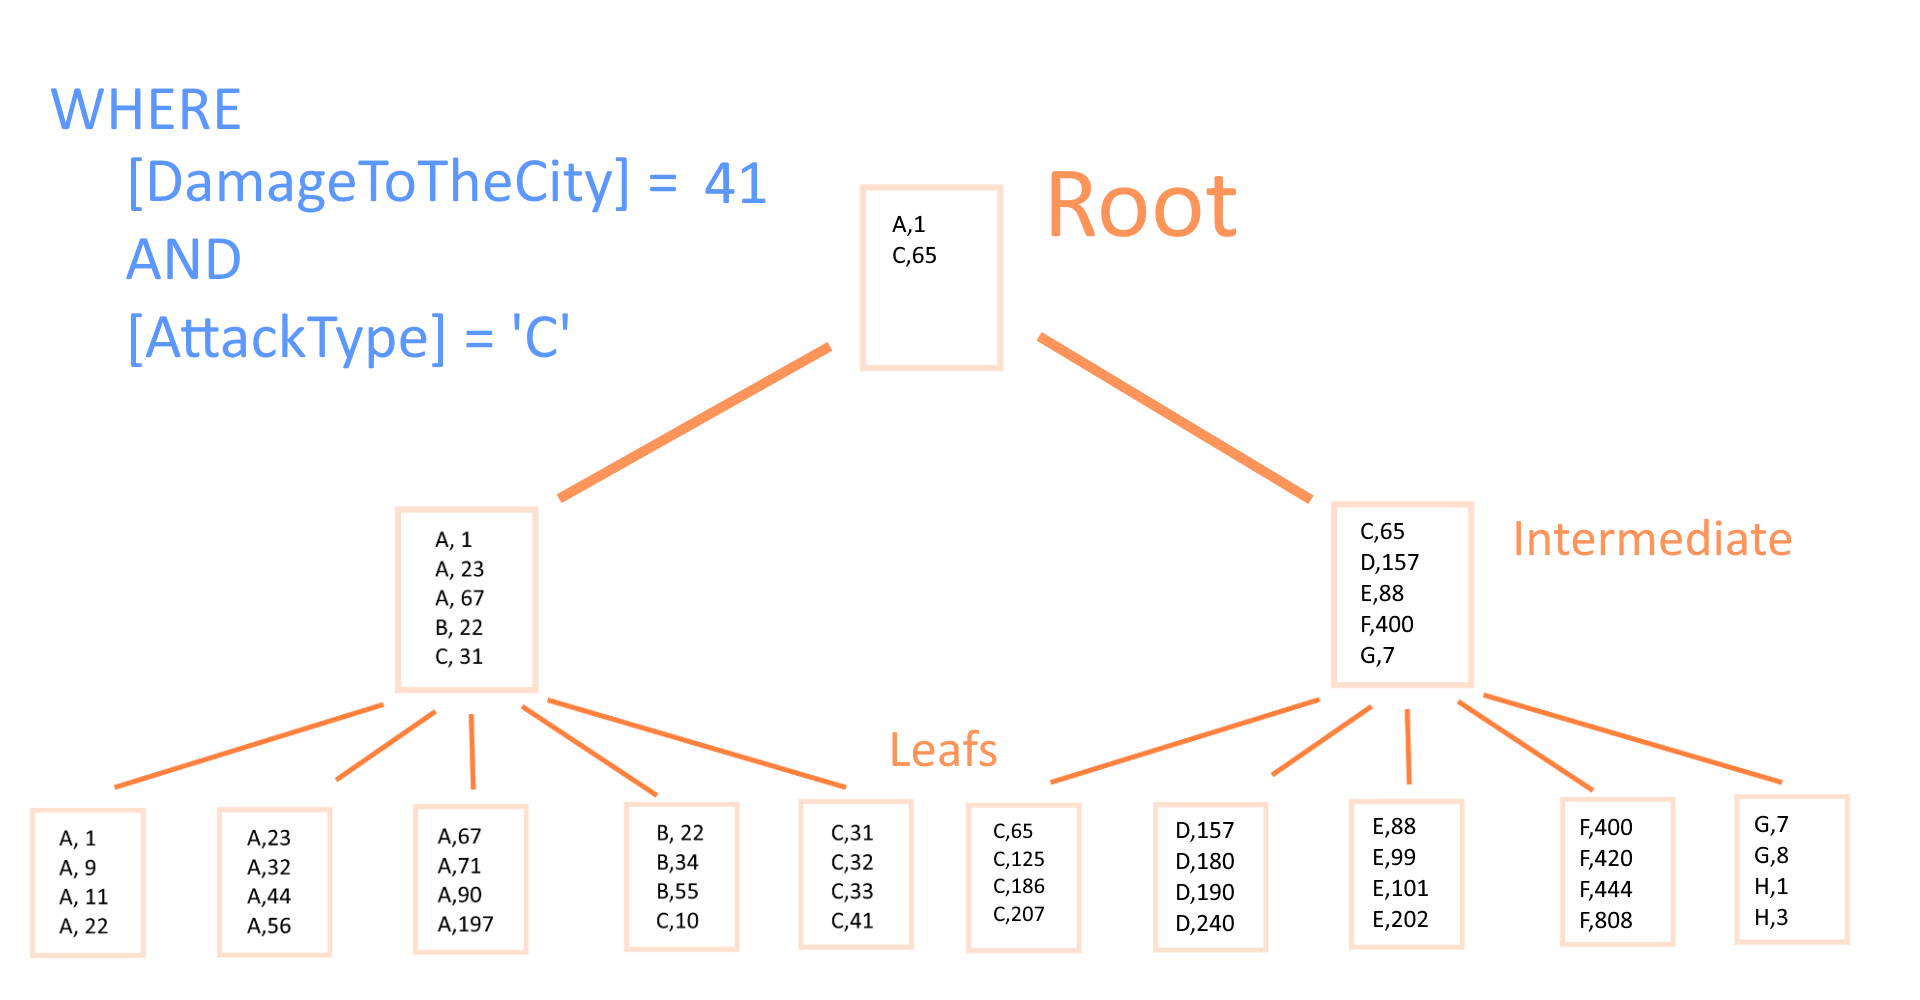 WHERE
[DamageToTheCity] = 41
AND
[AttackType] = 'C'
Root
A,1
C,65
Intermediate
A, 1
A, 23
A, 67
B, 22
C, 31
C,65
D,157
E,88
F,400
G,7
Leafs
A, 1
A, 9
A, 11
A, 22
A,23
A,32
A,44
A,56
A,67
A,71
A,90
A,197
B, 22
B,34
B,55
C,10
C,31
C,32
C,33
C,41
C,65
C,125
C,186
C,207
D,157
D,180
D,190
D,240
E,88
E,99
E,101
E,202
F,400
F,420
F,444
F,808
G,7
G,8
H,1
H,3